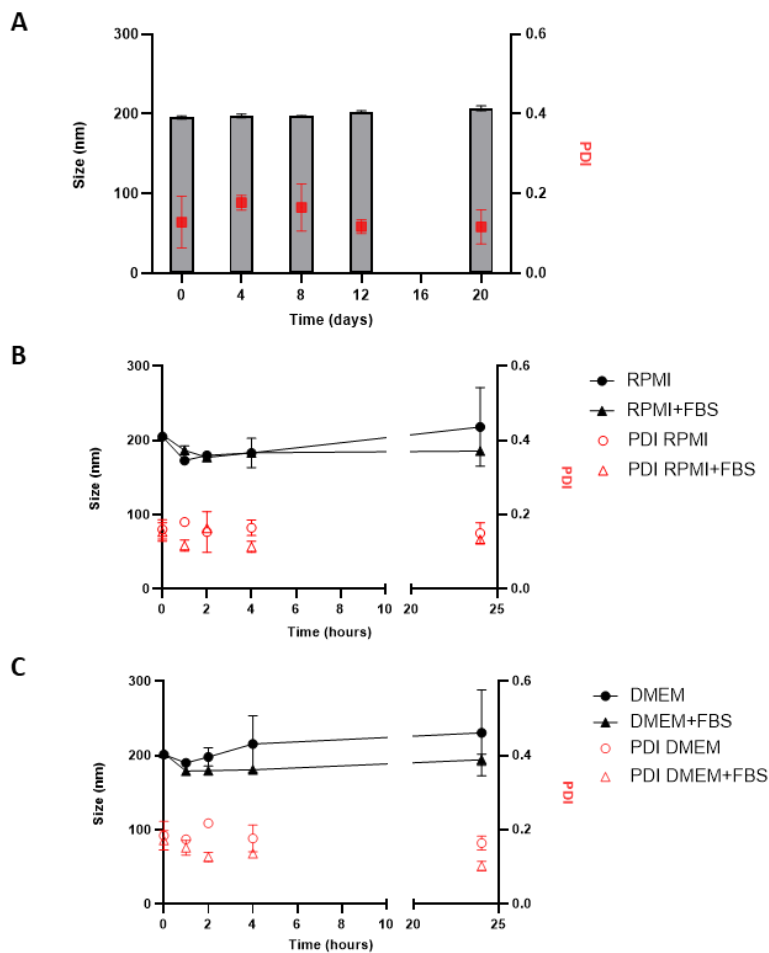 A
300
200
100
0
Size (nm)
0.6
0.4
0.2
0.0
PDI
0 4 8 12 16 20
Time (days)
B
300
200
100
0
Size (nm)
0.6
0.4
0.2
0.0
PDI
0 2 4 6 8 10 20 25
Time (hours)
RPMI
RPMI+FBS
PDI RPMI
PDI RPMI+FBS
C
300
200
100
0
Size (nm)
0.6
0.4
0.2
0.0
PDI
0 2 4 6 8 10 20 25
Time (hours)
DMEM
DMEM+FBS
PDI DMEM
PDI DMEM+FBS